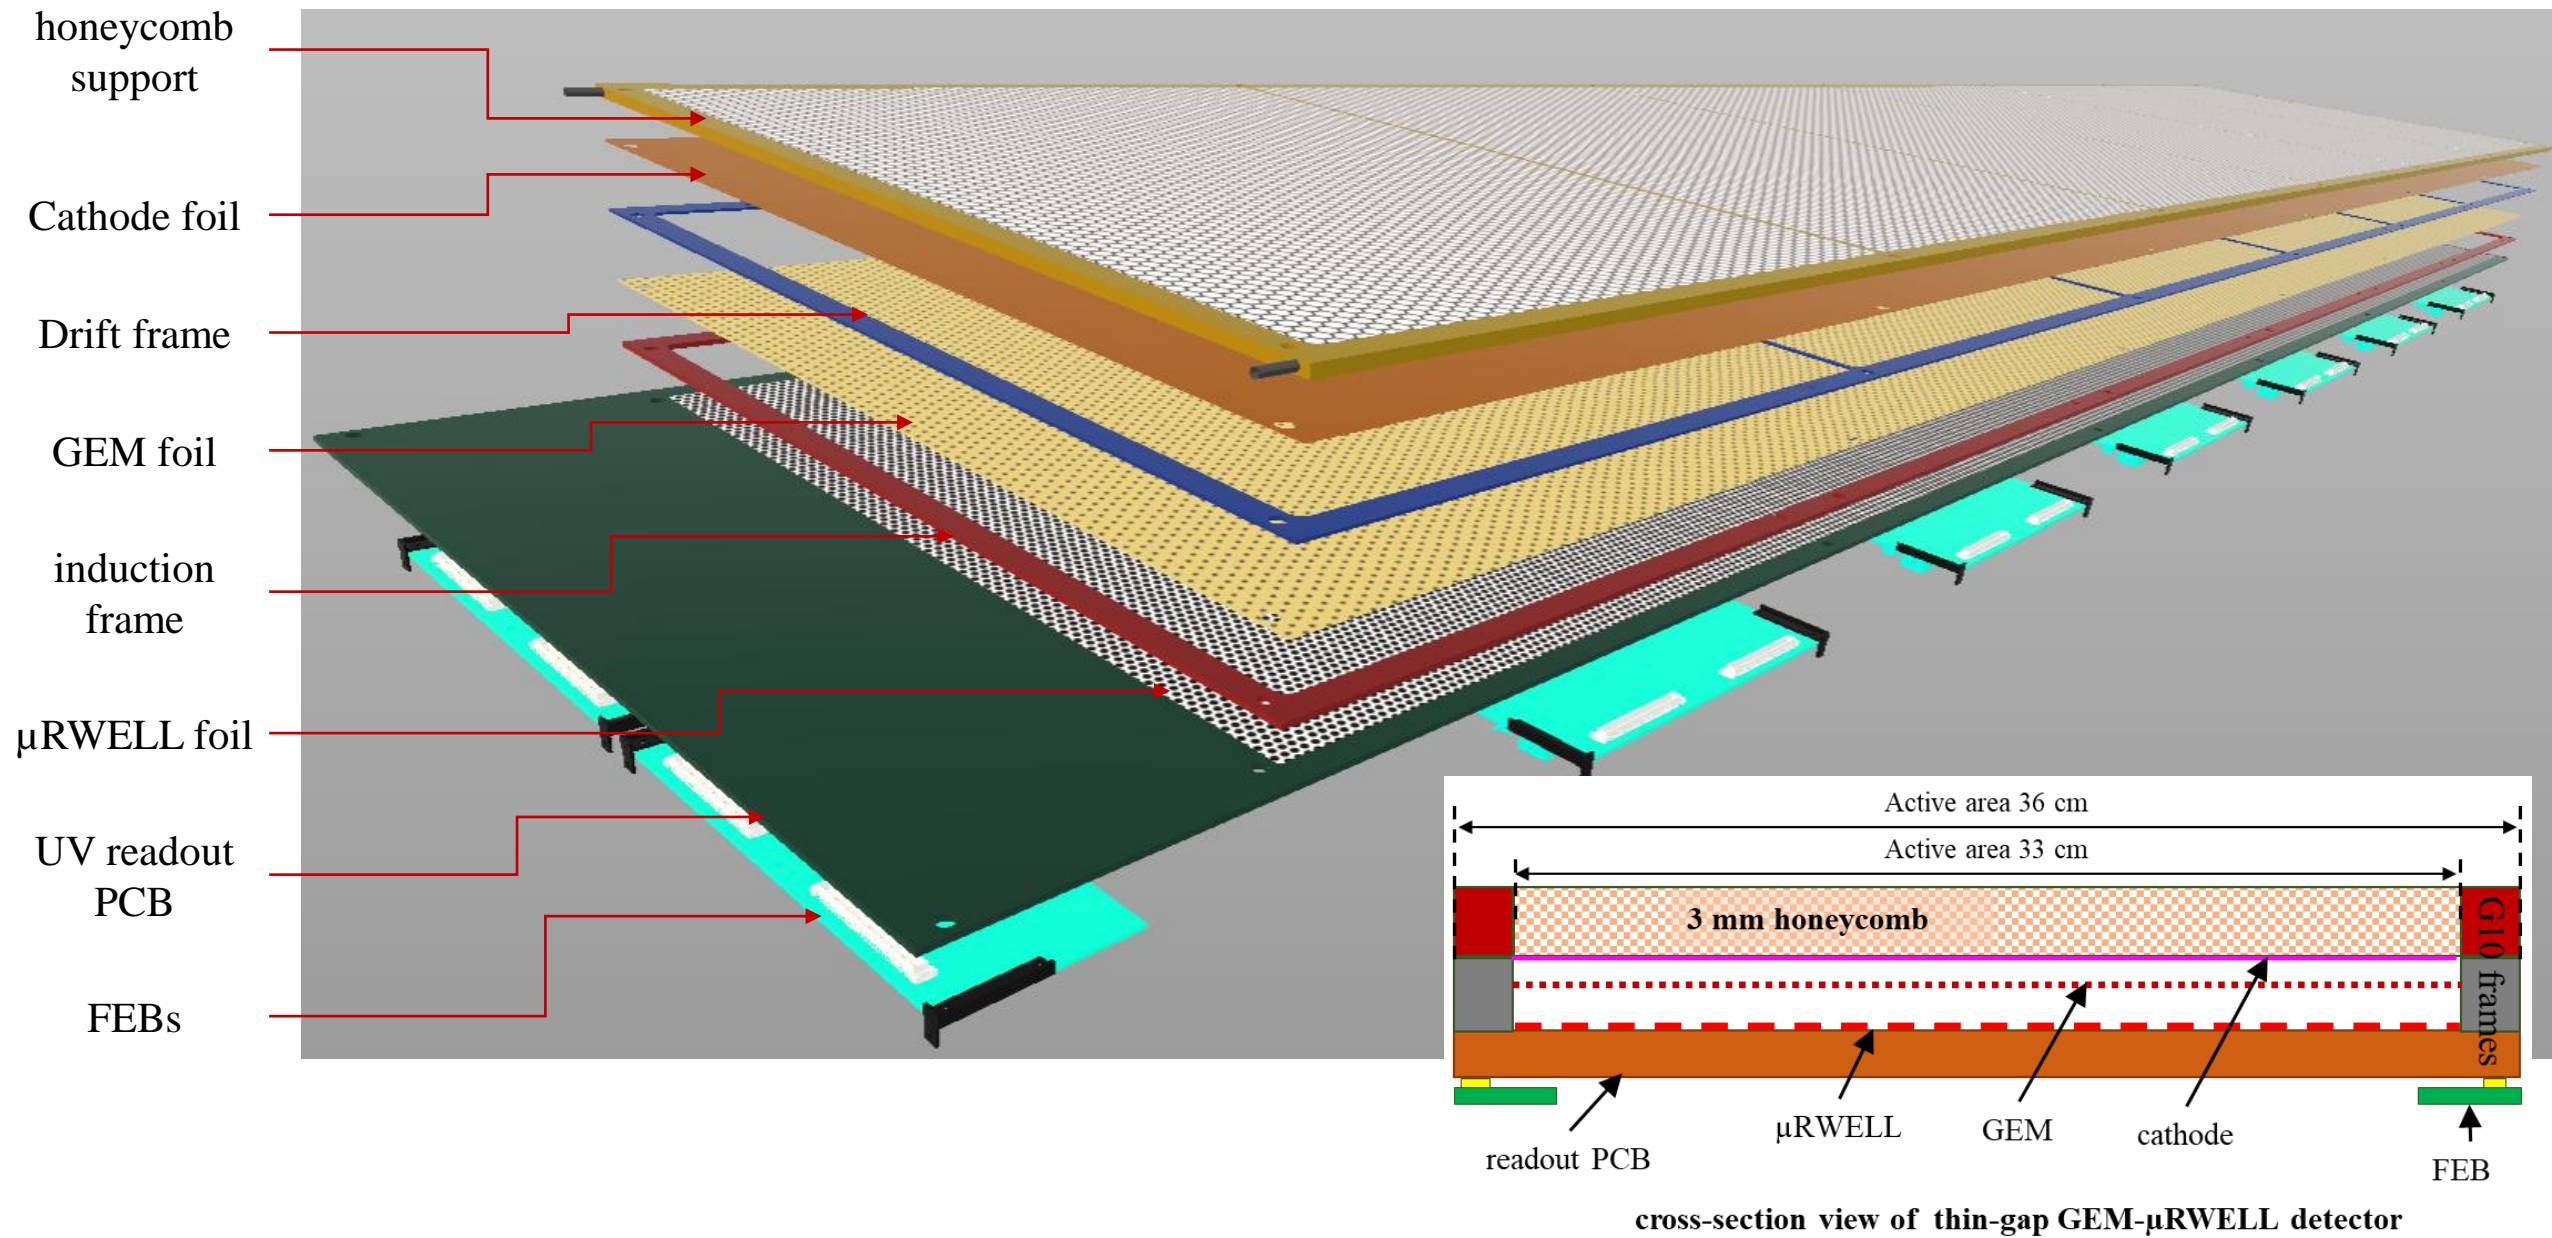 honeycomb
support
Cathode foil
Drift frame
GEM foil
induction
frame
µRWELL foil
UV readout
PCB
FEBs
Active area 36 cm
Active area 33 cm
3 mm honeycomb
G10 frames
µRWELL
GEM
cathode
readout PCB
FEB
cross-section view of thin-gap GEM-µRWELL detector